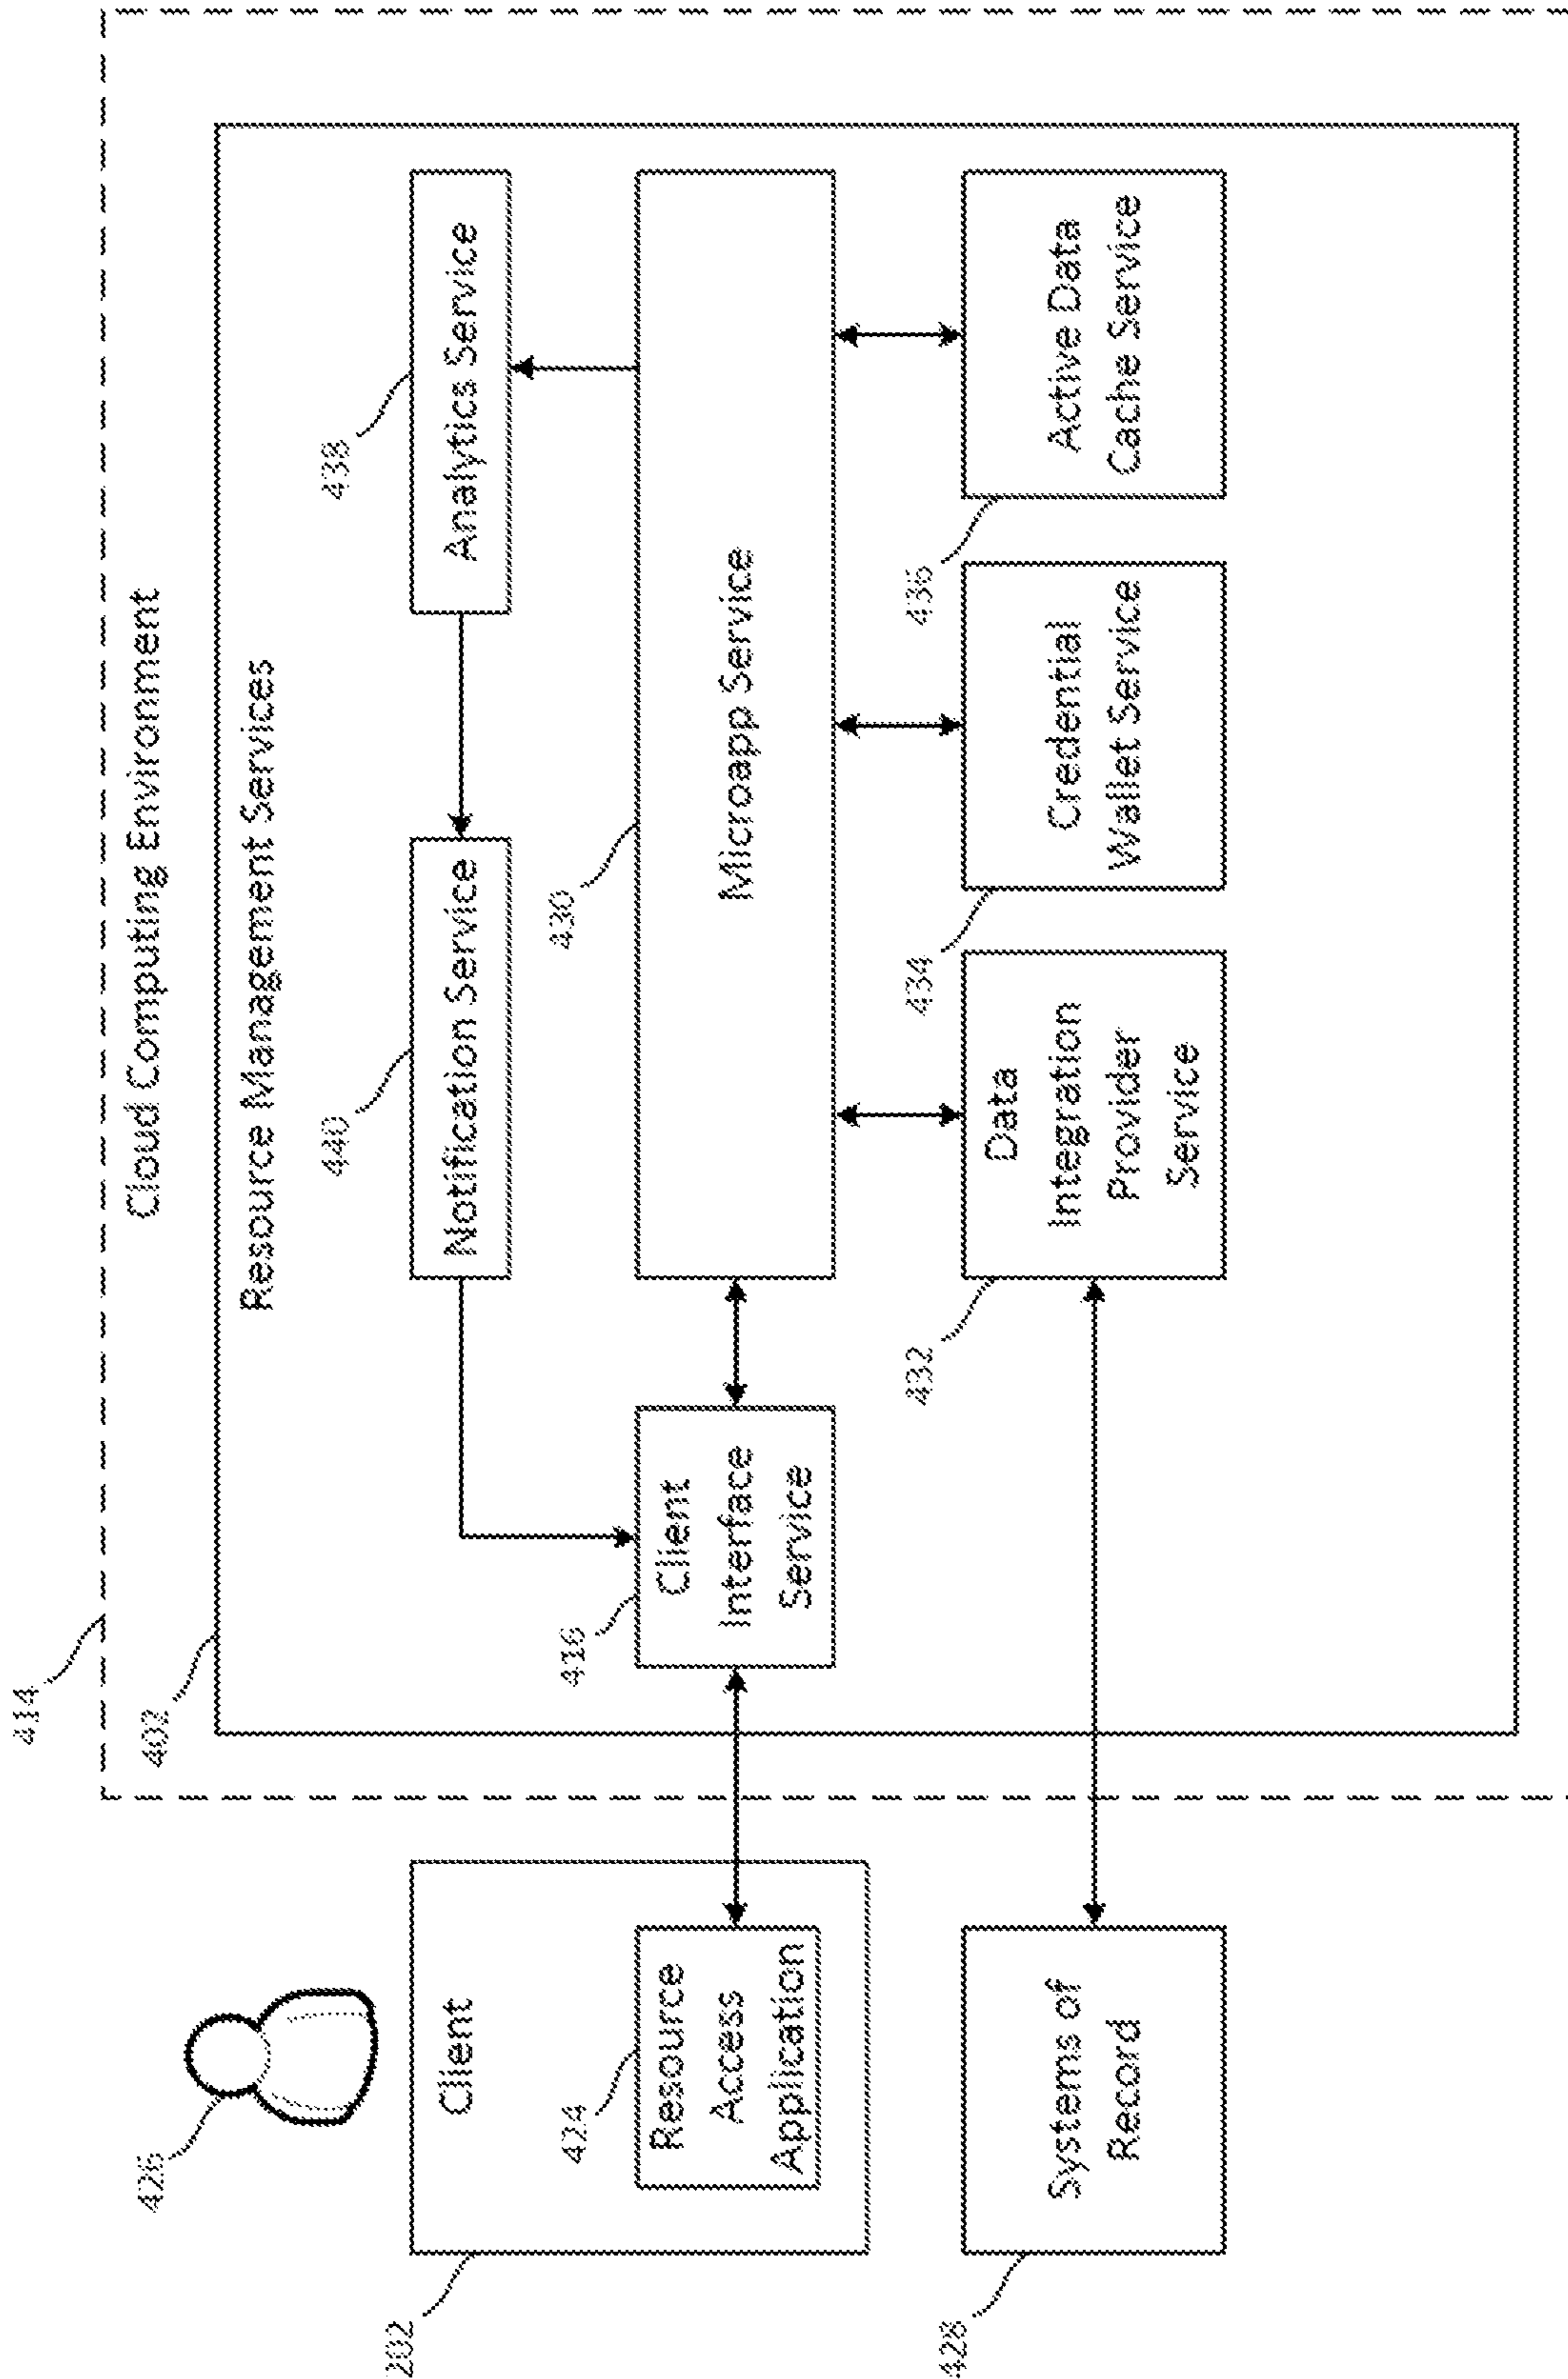 414
Cloud Computing Environment
402
Resource Management Services
426
202
Client
440
Notification Service
438
Analytics Service
424
Resource
Access
Application
416
Client
Interface
Service
430
Microapp Service
428
Systems of
Record
432
Data
Integration
Provider
Service
434
Credential
Wallet Service
436
Active Data
Cache Service